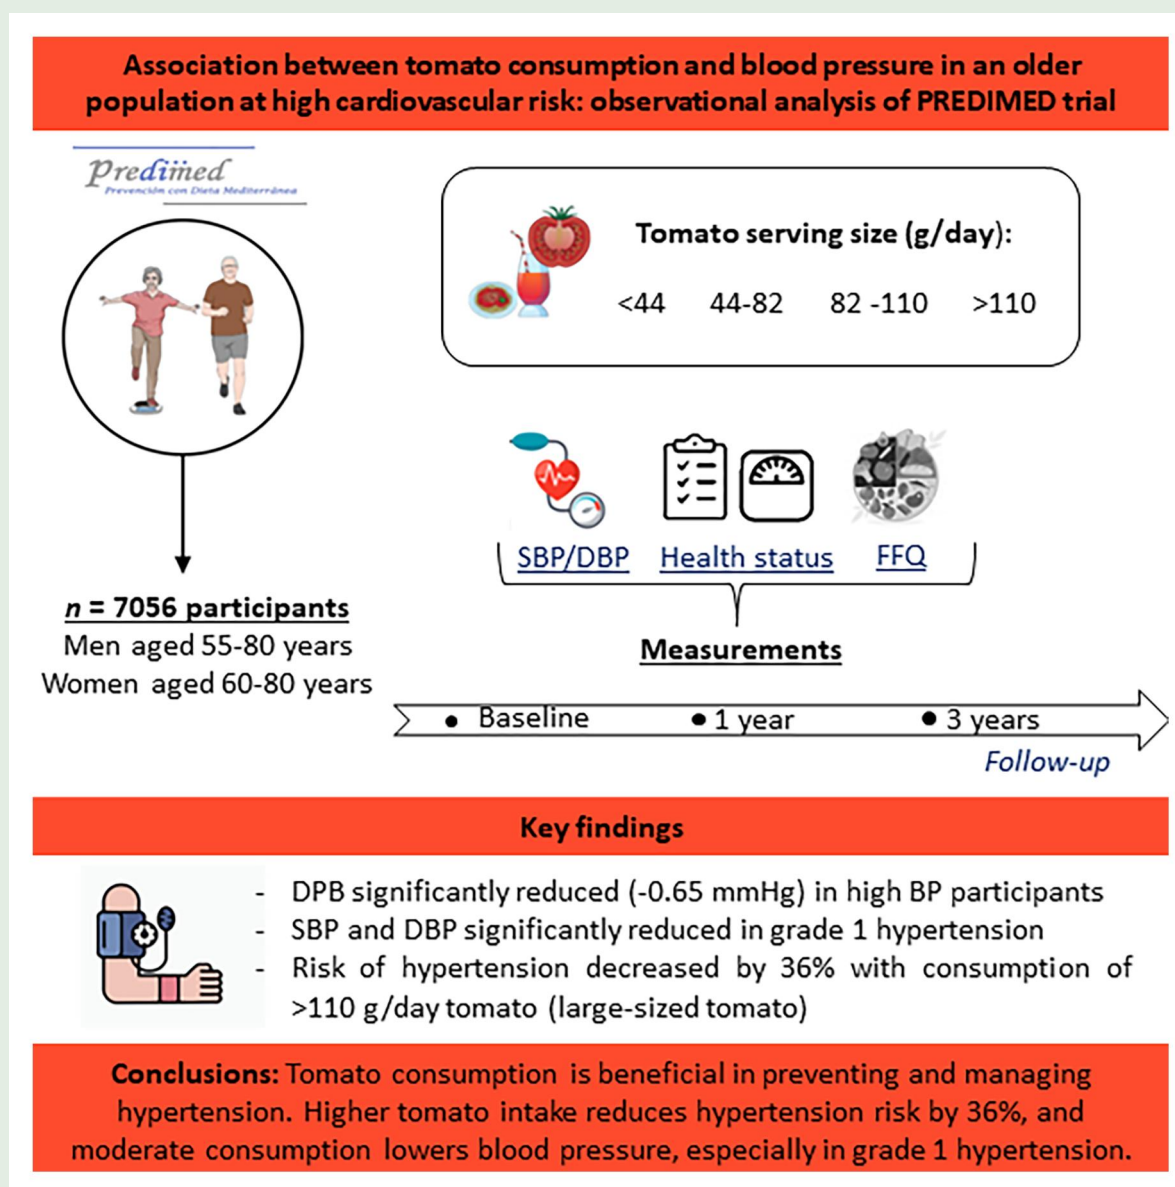 Association between tomato consumption and blood pressure in an older
population at high cardiovascular risk: observational analysis of PREDIMED trial
Predimed
Prevención con Dieta Mediterránea
Tomato serving size (g/day):
<44 44-82 82 -110 >110
SBP/DBP Health status FFQ
Measurements
n = 7056 participants
Men aged 55-80 years
Women aged 60-80 years
• Baseline • 1 year • 3 years
Follow-up
Key findings
- DPB significantly reduced (-0.65 mmHg) in high BP participants
- SBP and DBP significantly reduced in grade 1 hypertension
- Risk of hypertension decreased by 36% with consumption of
>110 g/day tomato (large-sized tomato)
Conclusions: Tomato consumption is beneficial in preventing and managing
hypertension. Higher tomato intake reduces hypertension risk by 36%, and
moderate consumption lowers blood pressure, especially in grade 1 hypertension.